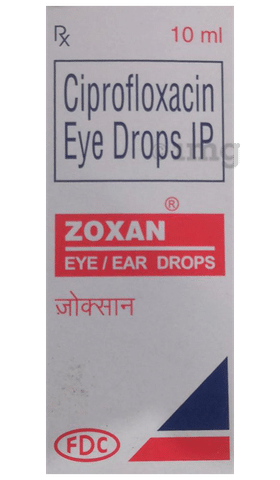 Rx 10 ml
Ciprofloxacin
Eye Drops IP
ZOXAN®
EYE / EAR DROPS
ज़ोक्सान
FDC